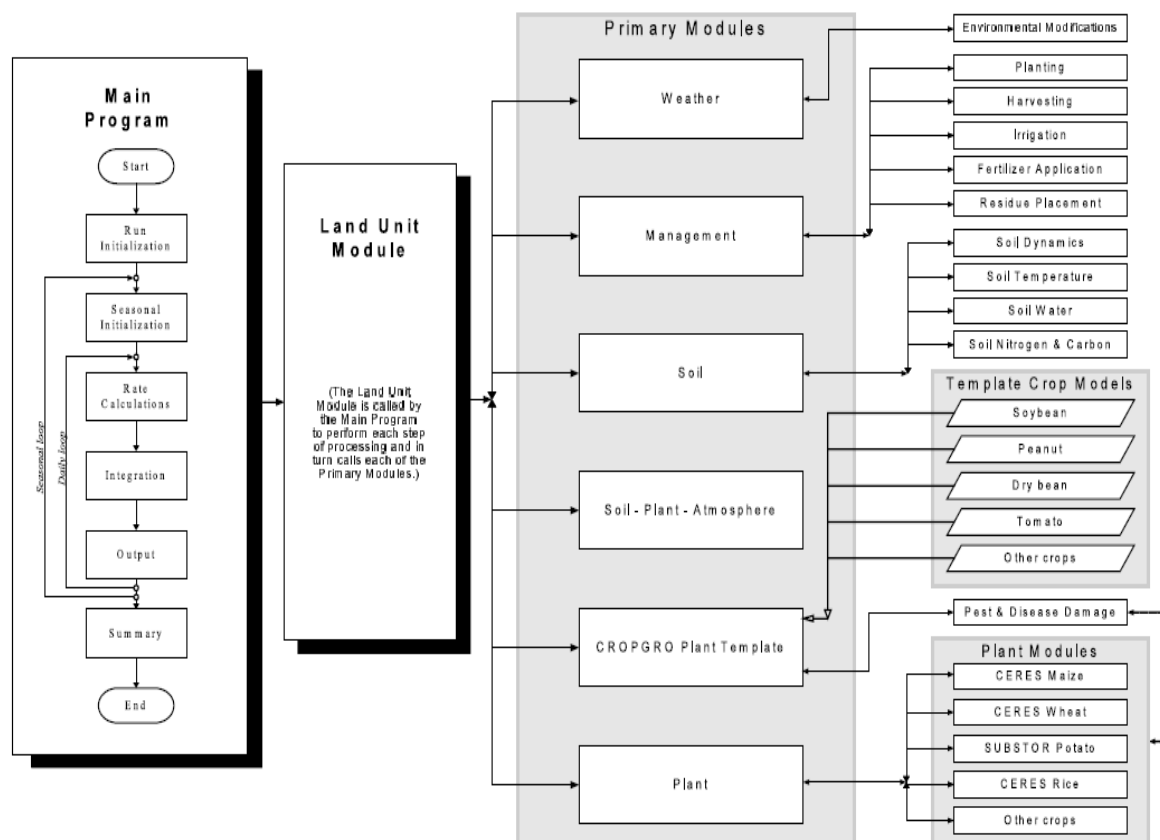 Main
Program
Start
Run
Initialization
Seasonal
Initialization
Rate
Calculations
Integration
Output
Summary
End
Seasonal loop
Daily loop
Land Unit
Module
(The Land Unit
Module is called by
the Main Program
to perform each step
of processing and in
turn calls each of the
Primary Modules.)
Primary Modules
Weather
Management
Soil
Soil - Plant - Atmosphere
CROPGRO Plant Template
Plant
Environmental Modifications
Planting
Harvesting
Irrigation
Fertilizer Application
Residue Placement
Soil Dynamics
Soil Temperature
Soil Water
Soil Nitrogen & Carbon
Template Crop Models
Soybean
Peanut
Dry bean
Tomato
Other crops
Pest & Disease Damage
Plant Modules
CERES Maize
CERES Wheat
SUBSTOR Potato
CERES Rice
Other crops